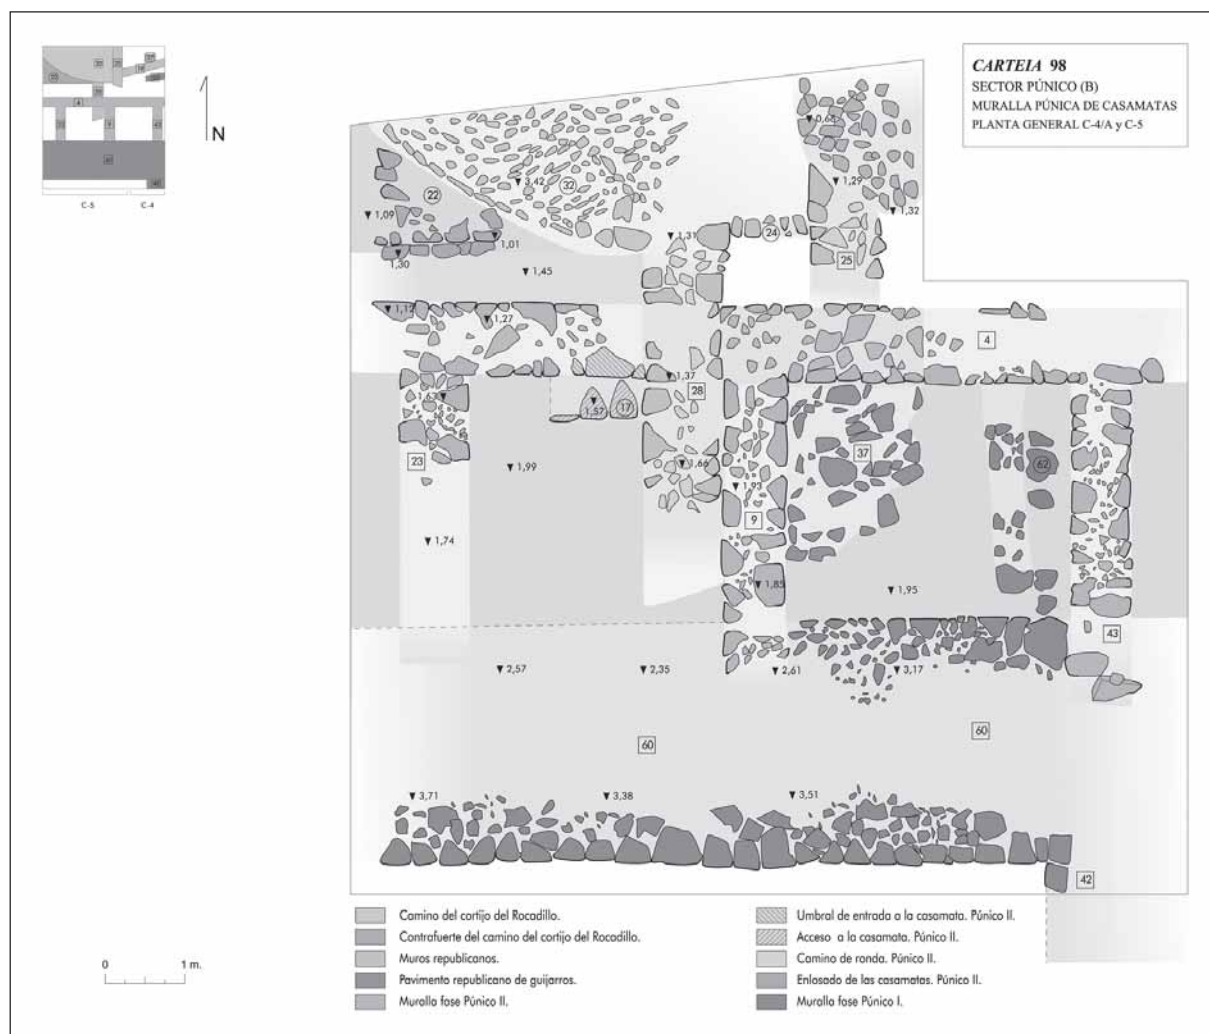 CARTEIA 98
SECTOR PÚNICO (B)
MURALLA PÚNICA DE CASAMATAS
PLANTA GENERAL C-4/A y C-5
N
C-5
C-4
0,66
3,42
32
22
1,29
1,09
1,32
24
1,31
1,01
1,30
25
1,45
1,12
1,27
4
1,37
28
1,63
1,57
17
37
23
1,66
62
1,99
1,93
9
1,74
1,85
1,95
43
2,57
2,35
2,61
3,17
60
60
3,71
3,38
3,51
42
Camino del cortijo del Rocadillo.
Contrafuerte del camino del cortijo del Rocadillo.
Muros republicanos.
Pavimento republicano de guijarros.
Muralla fase Púnico II.
Umbral de entrada a la casamata. Púnico II.
Acceso a la casamata. Púnico II.
Camino de ronda. Púnico II.
Enlosado de las casamatas. Púnico II.
Muralla fase Púnico I.
0 1 m.